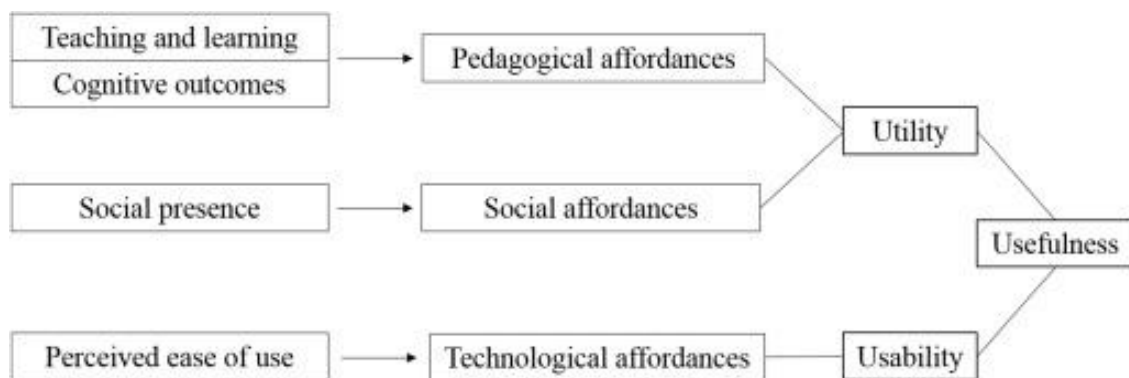 Teaching and learning
Cognitive outcomes
Pedagogical affordances
Utility
Social presence
Social affordances
Usefulness
Perceived ease of use
Technological affordances
Usability